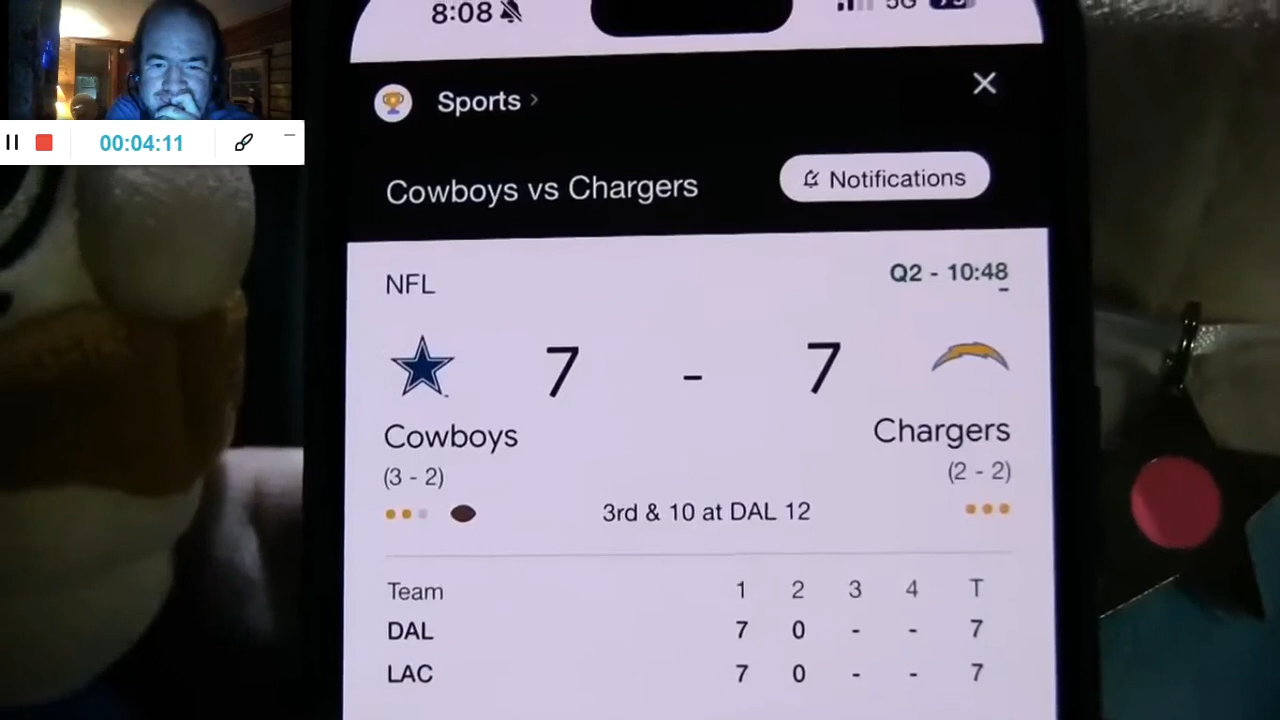 8:08
5G
00:04:11
Sports
Cowboys vs Chargers
Notifications
NFL
Q2 - 10:48
7 - 7
Cowboys
Chargers
(3 - 2)
(2 - 2)
3rd & 10 at DAL 12
Team 1 2 3 4 T
DAL 7 0 - - 7
LAC 7 0 - - 7